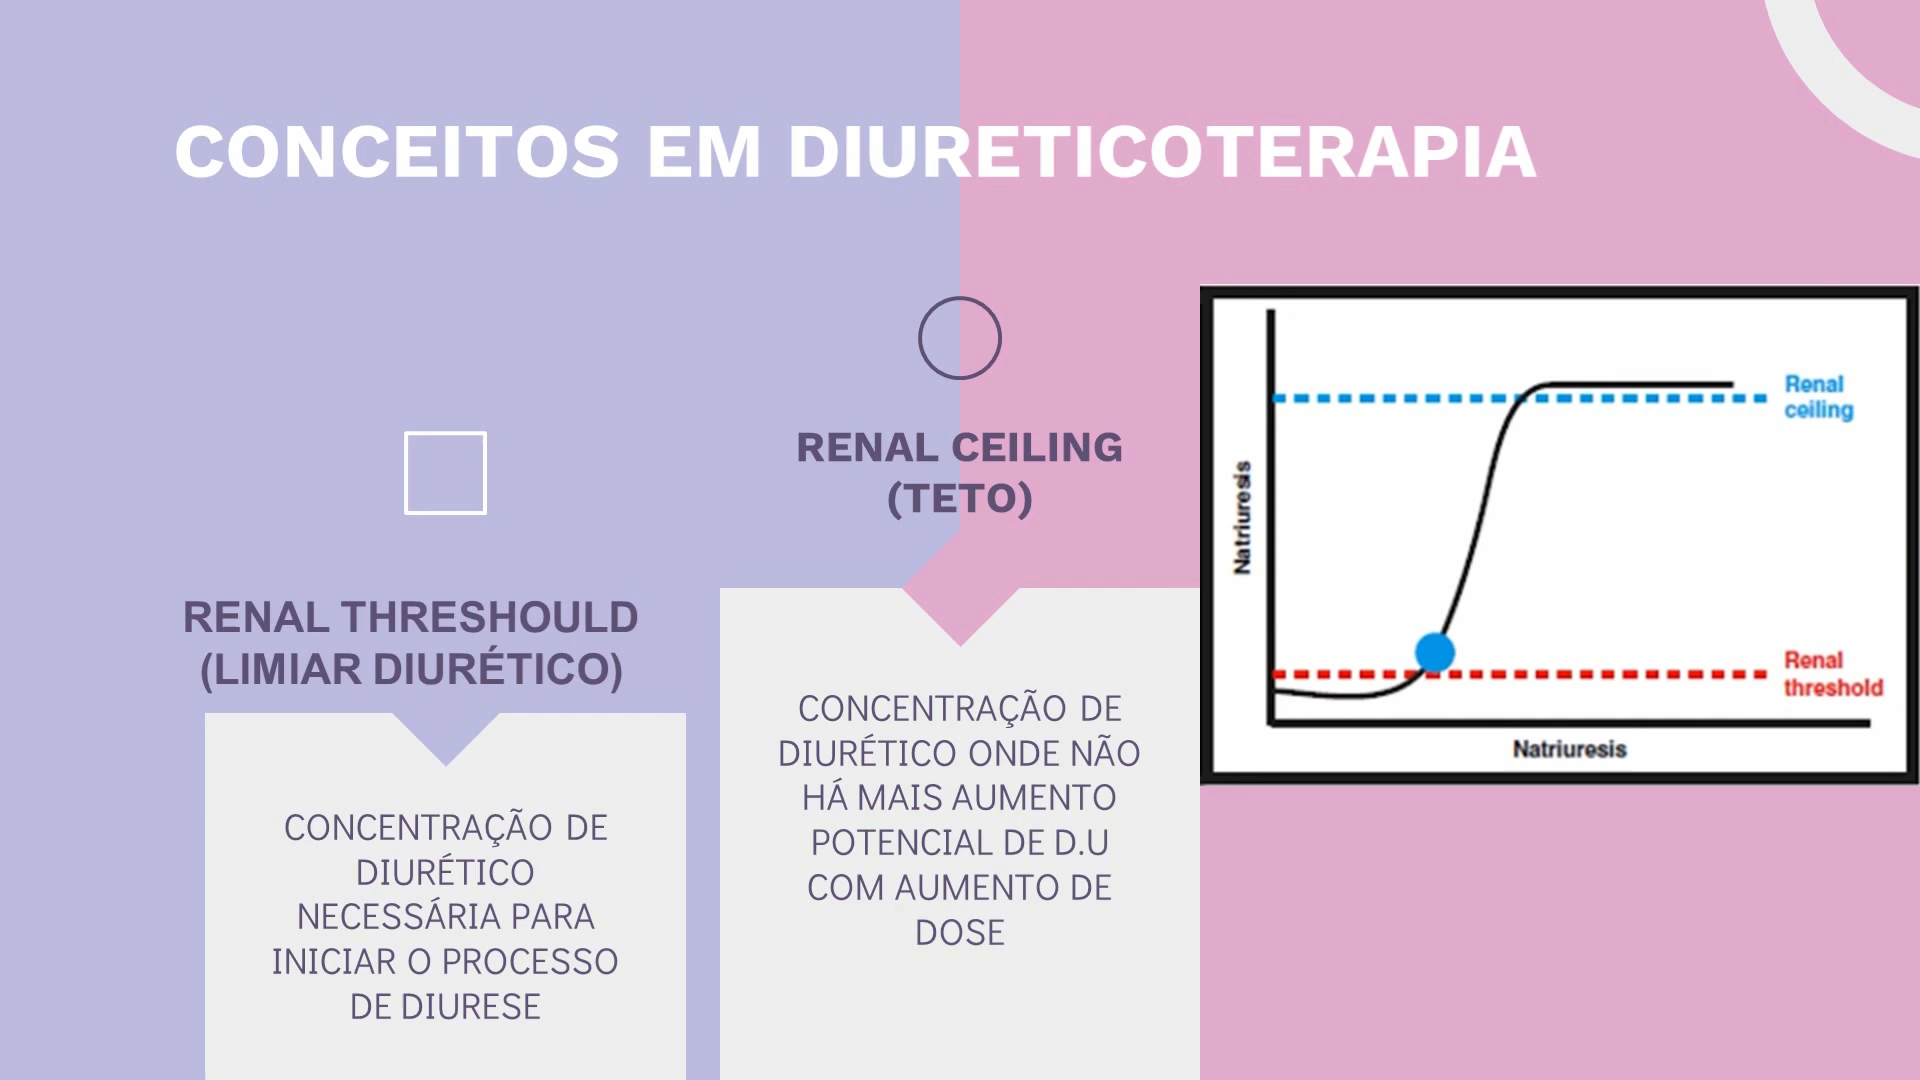 CONCEITOS EM DIURETICOTERAPIA
RENAL THRESHOULD
(LIMIAR DIURÉTICO)
CONCENTRAÇÃO DE
DIURÉTICO
NECESSÁRIA PARA
INICIAR O PROCESSO
DE DIURESE
RENAL CEILING
(TETO)
CONCENTRAÇÃO DE
DIURÉTICO ONDE NÃO
HÁ MAIS AUMENTO
POTENCIAL DE D.U
COM AUMENTO DE
DOSE
Natriuresis
Renal
ceiling
Renal
threshold
Natriuresis